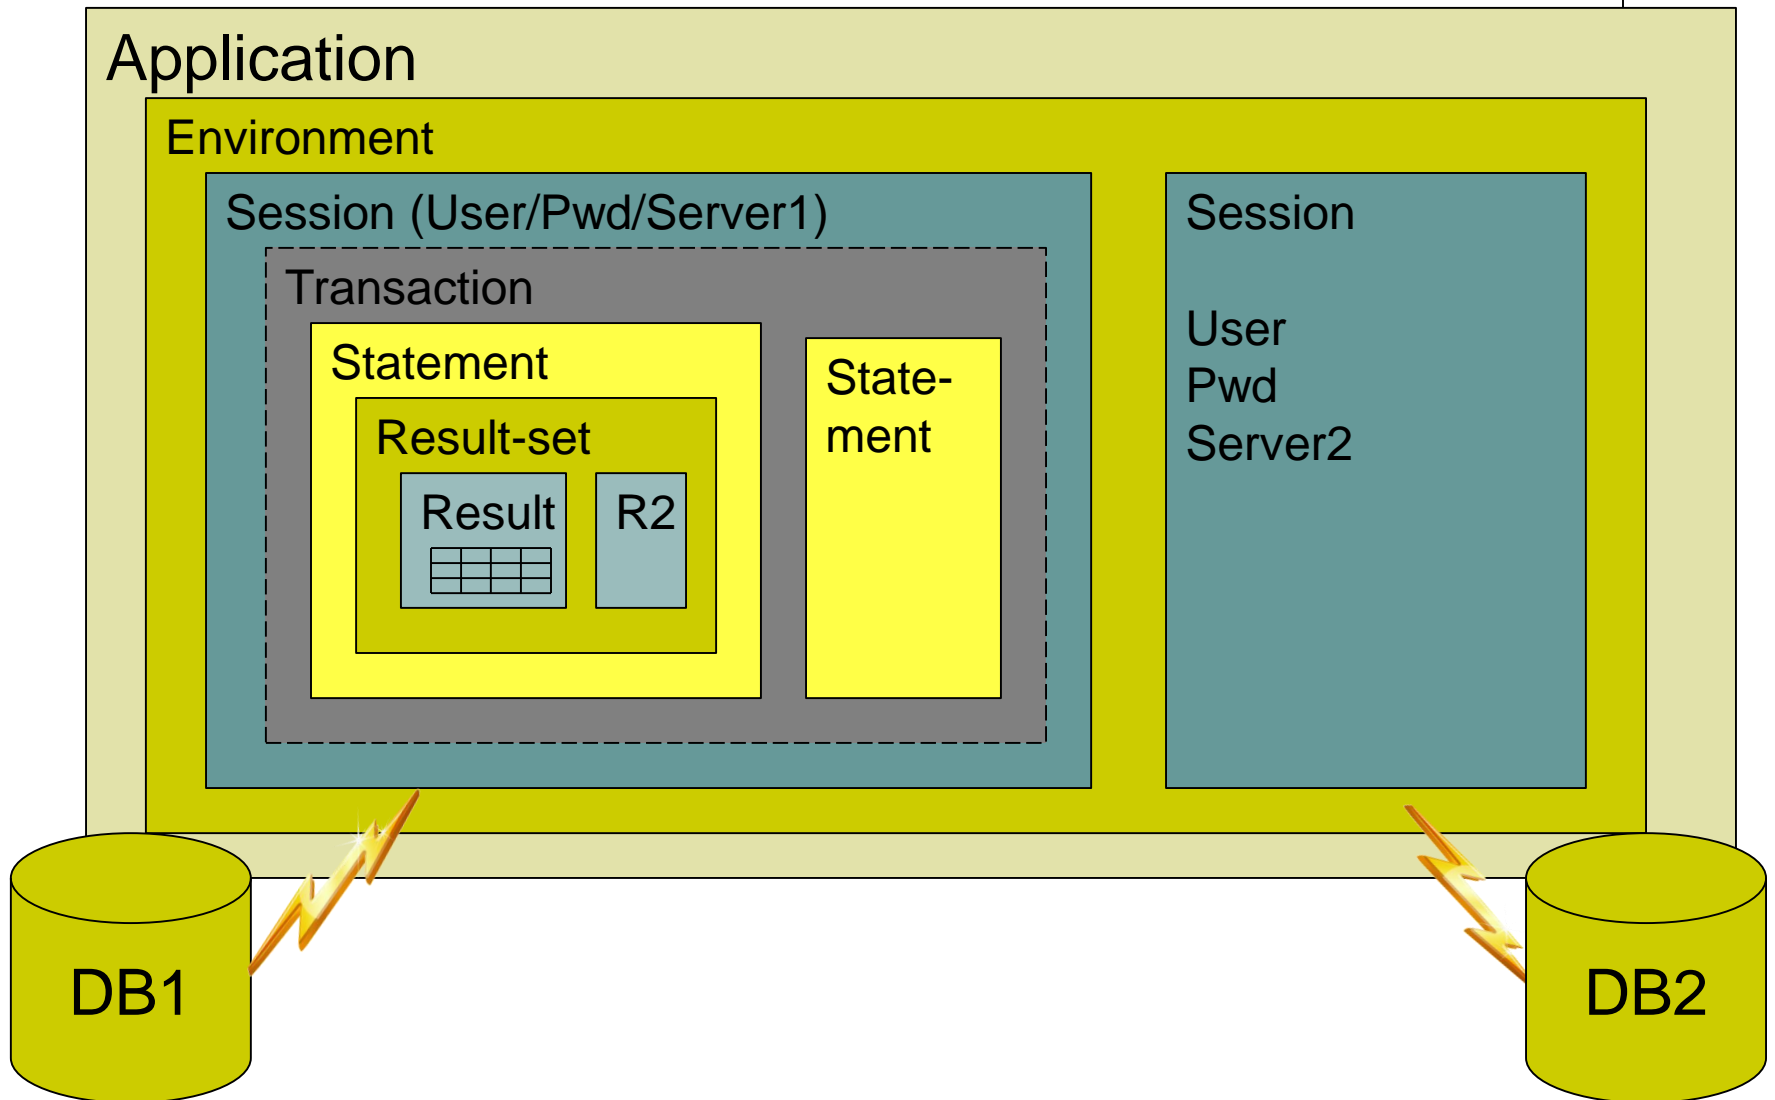 Application
Environment
Session (User/Pwd/Server1)
Transaction
Statement
Result-set
Result
R2
State-
ment
Session
User
Pwd
Server2
DB1
DB2